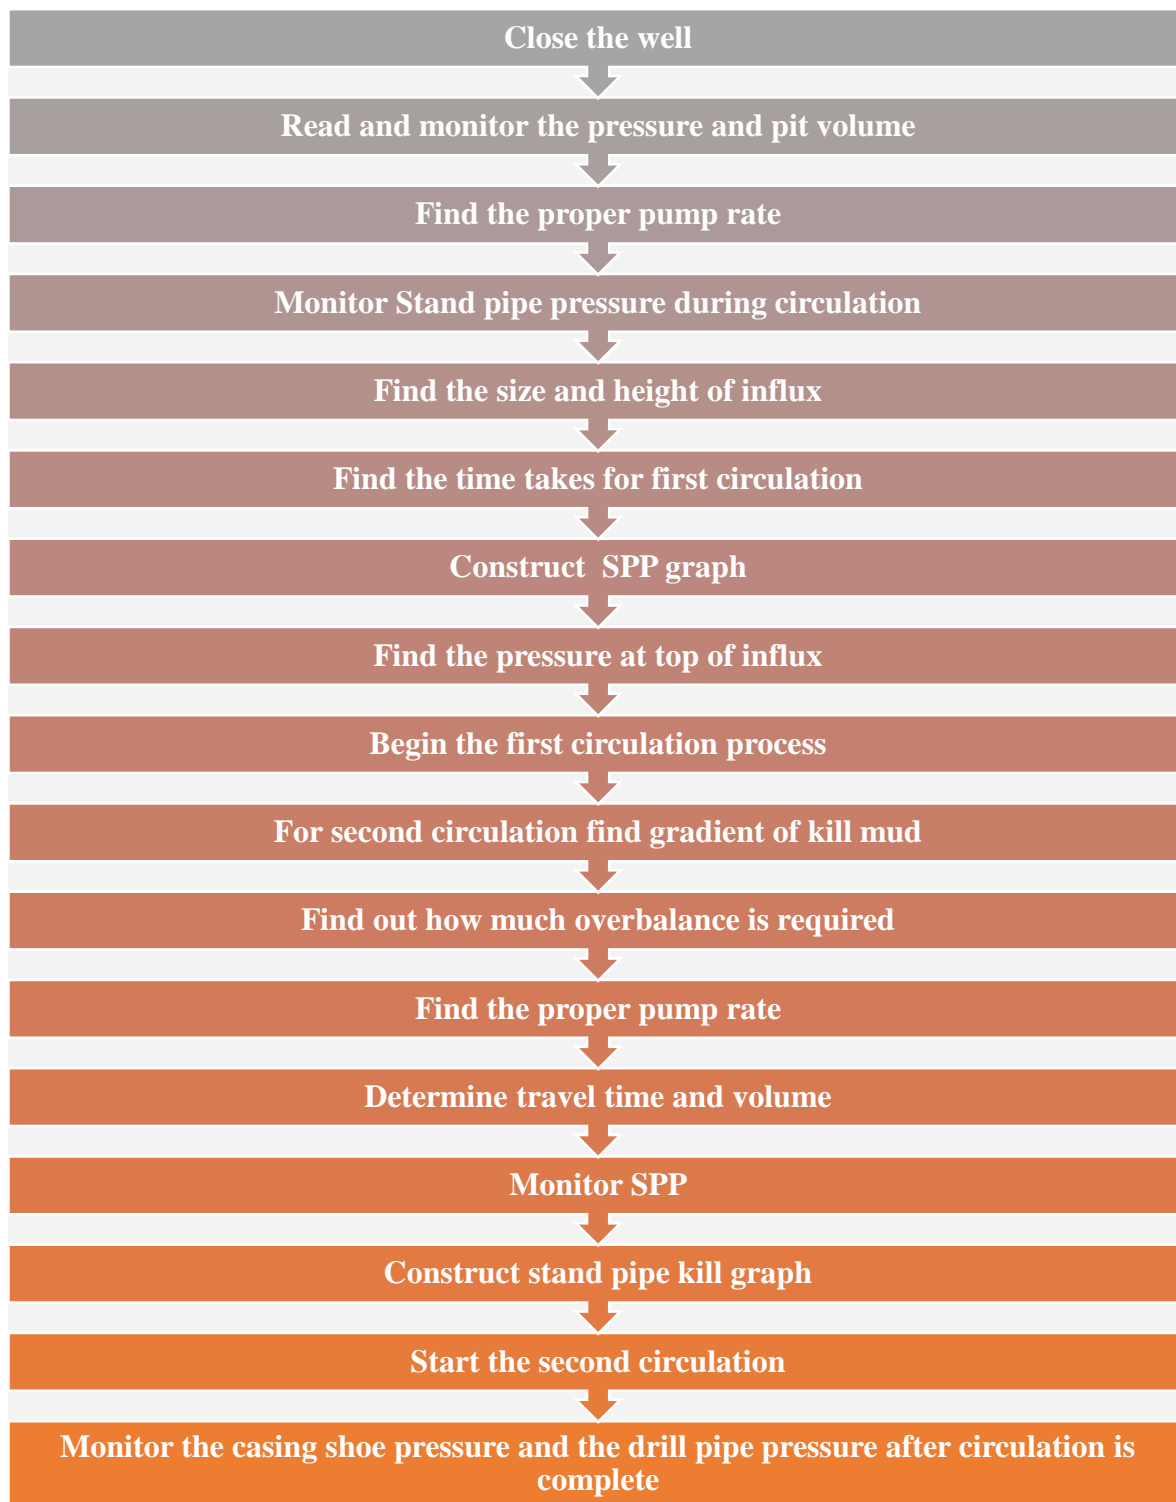 Close the well
Read and monitor the pressure and pit volume
Find the proper pump rate
Monitor Stand pipe pressure during circulation
Find the size and height of influx
Find the time takes for first circulation
Construct  SPP graph
Find the pressure at top of influx
Begin the first circulation process
For second circulation find gradient of kill mud
Find out how much overbalance is required
Find the proper pump rate
Determine travel time and volume
Monitor SPP
Construct stand pipe kill graph
Start the second circulation
Monitor the casing shoe pressure and the drill pipe pressure after circulation is
complete